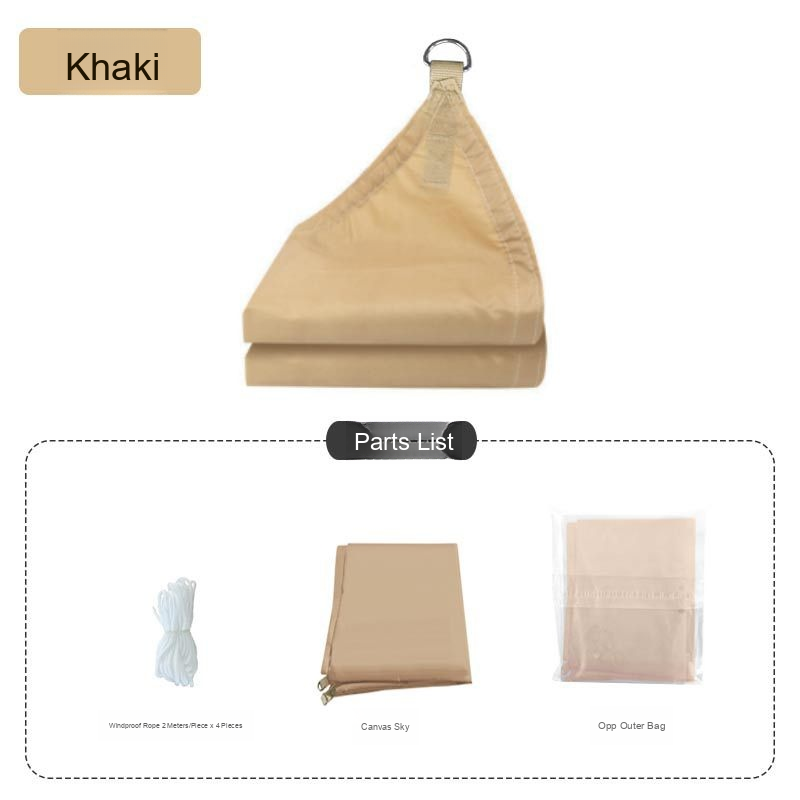 Khaki
Parts List
Windproof Rope 2 Meters/Piece x 4 Pieces
Canvas Sky
Opp Outer Bag